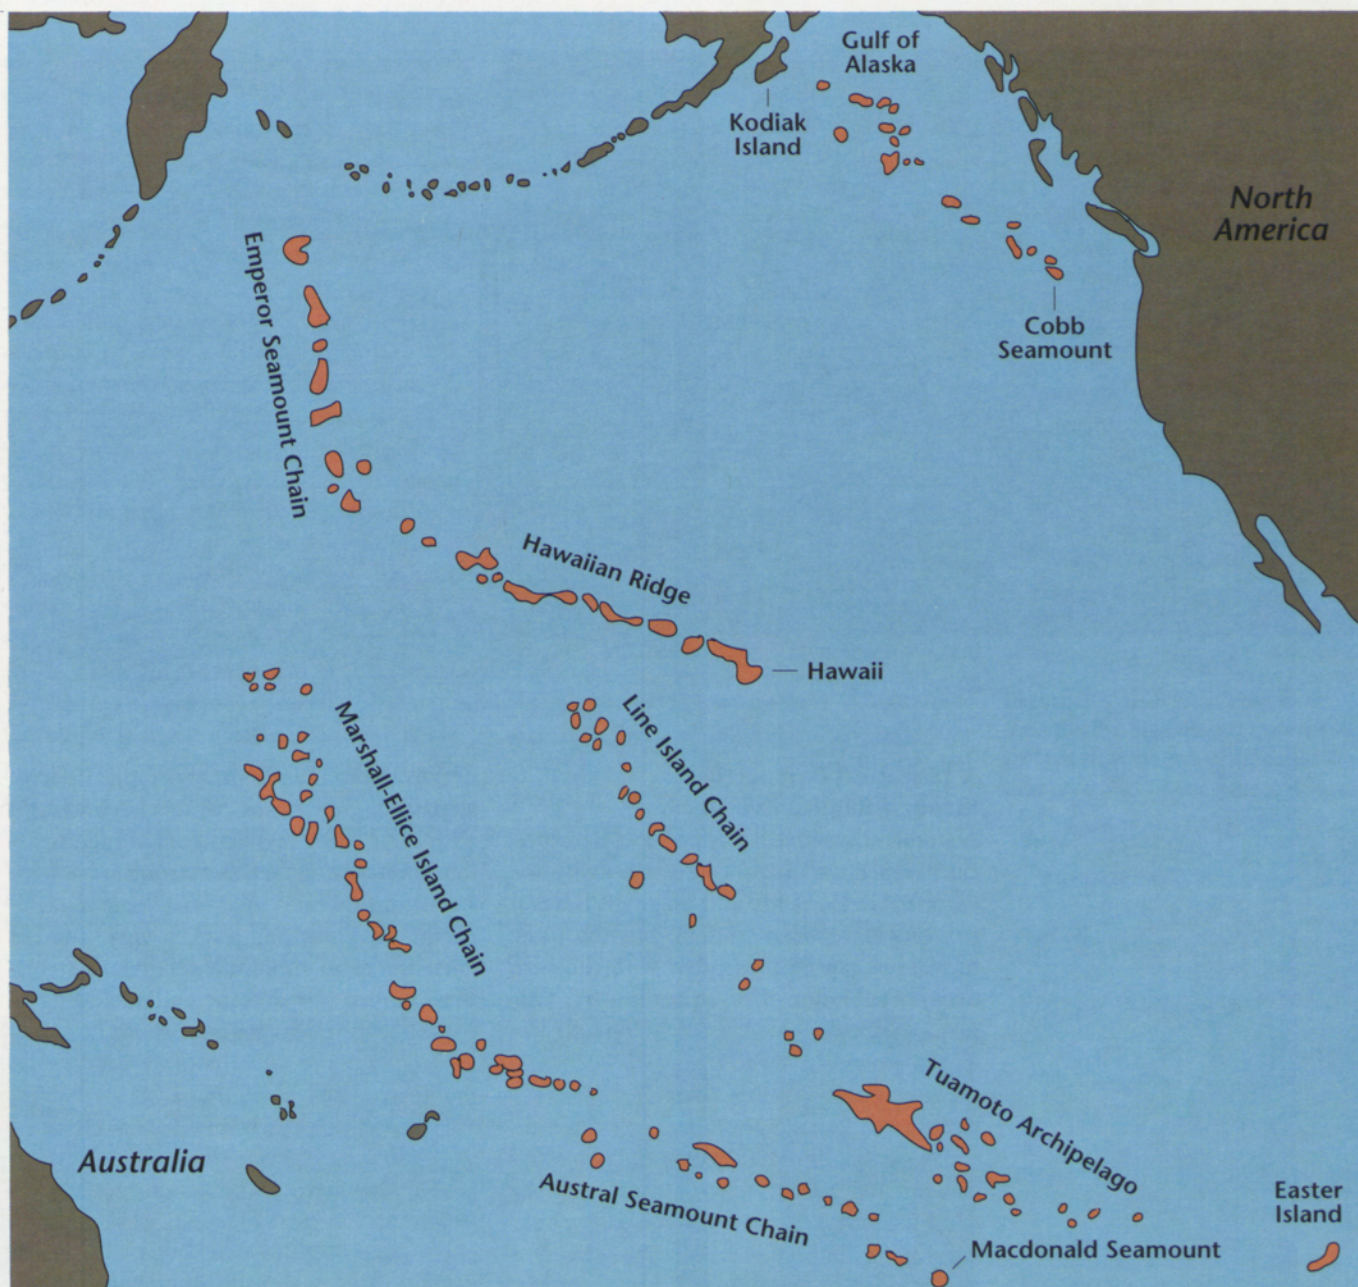 Gulf of
Alaska
Kodiak
Island
North
America
Cobb
Seamount
Emperor Seamount Chain
Hawaiian Ridge
Hawaii
Line Island Chain
Marshall-Ellice Island Chain
Tuamoto Archipelago
Australia
Austral Seamount Chain
Easter
Island
Macdonald Seamount